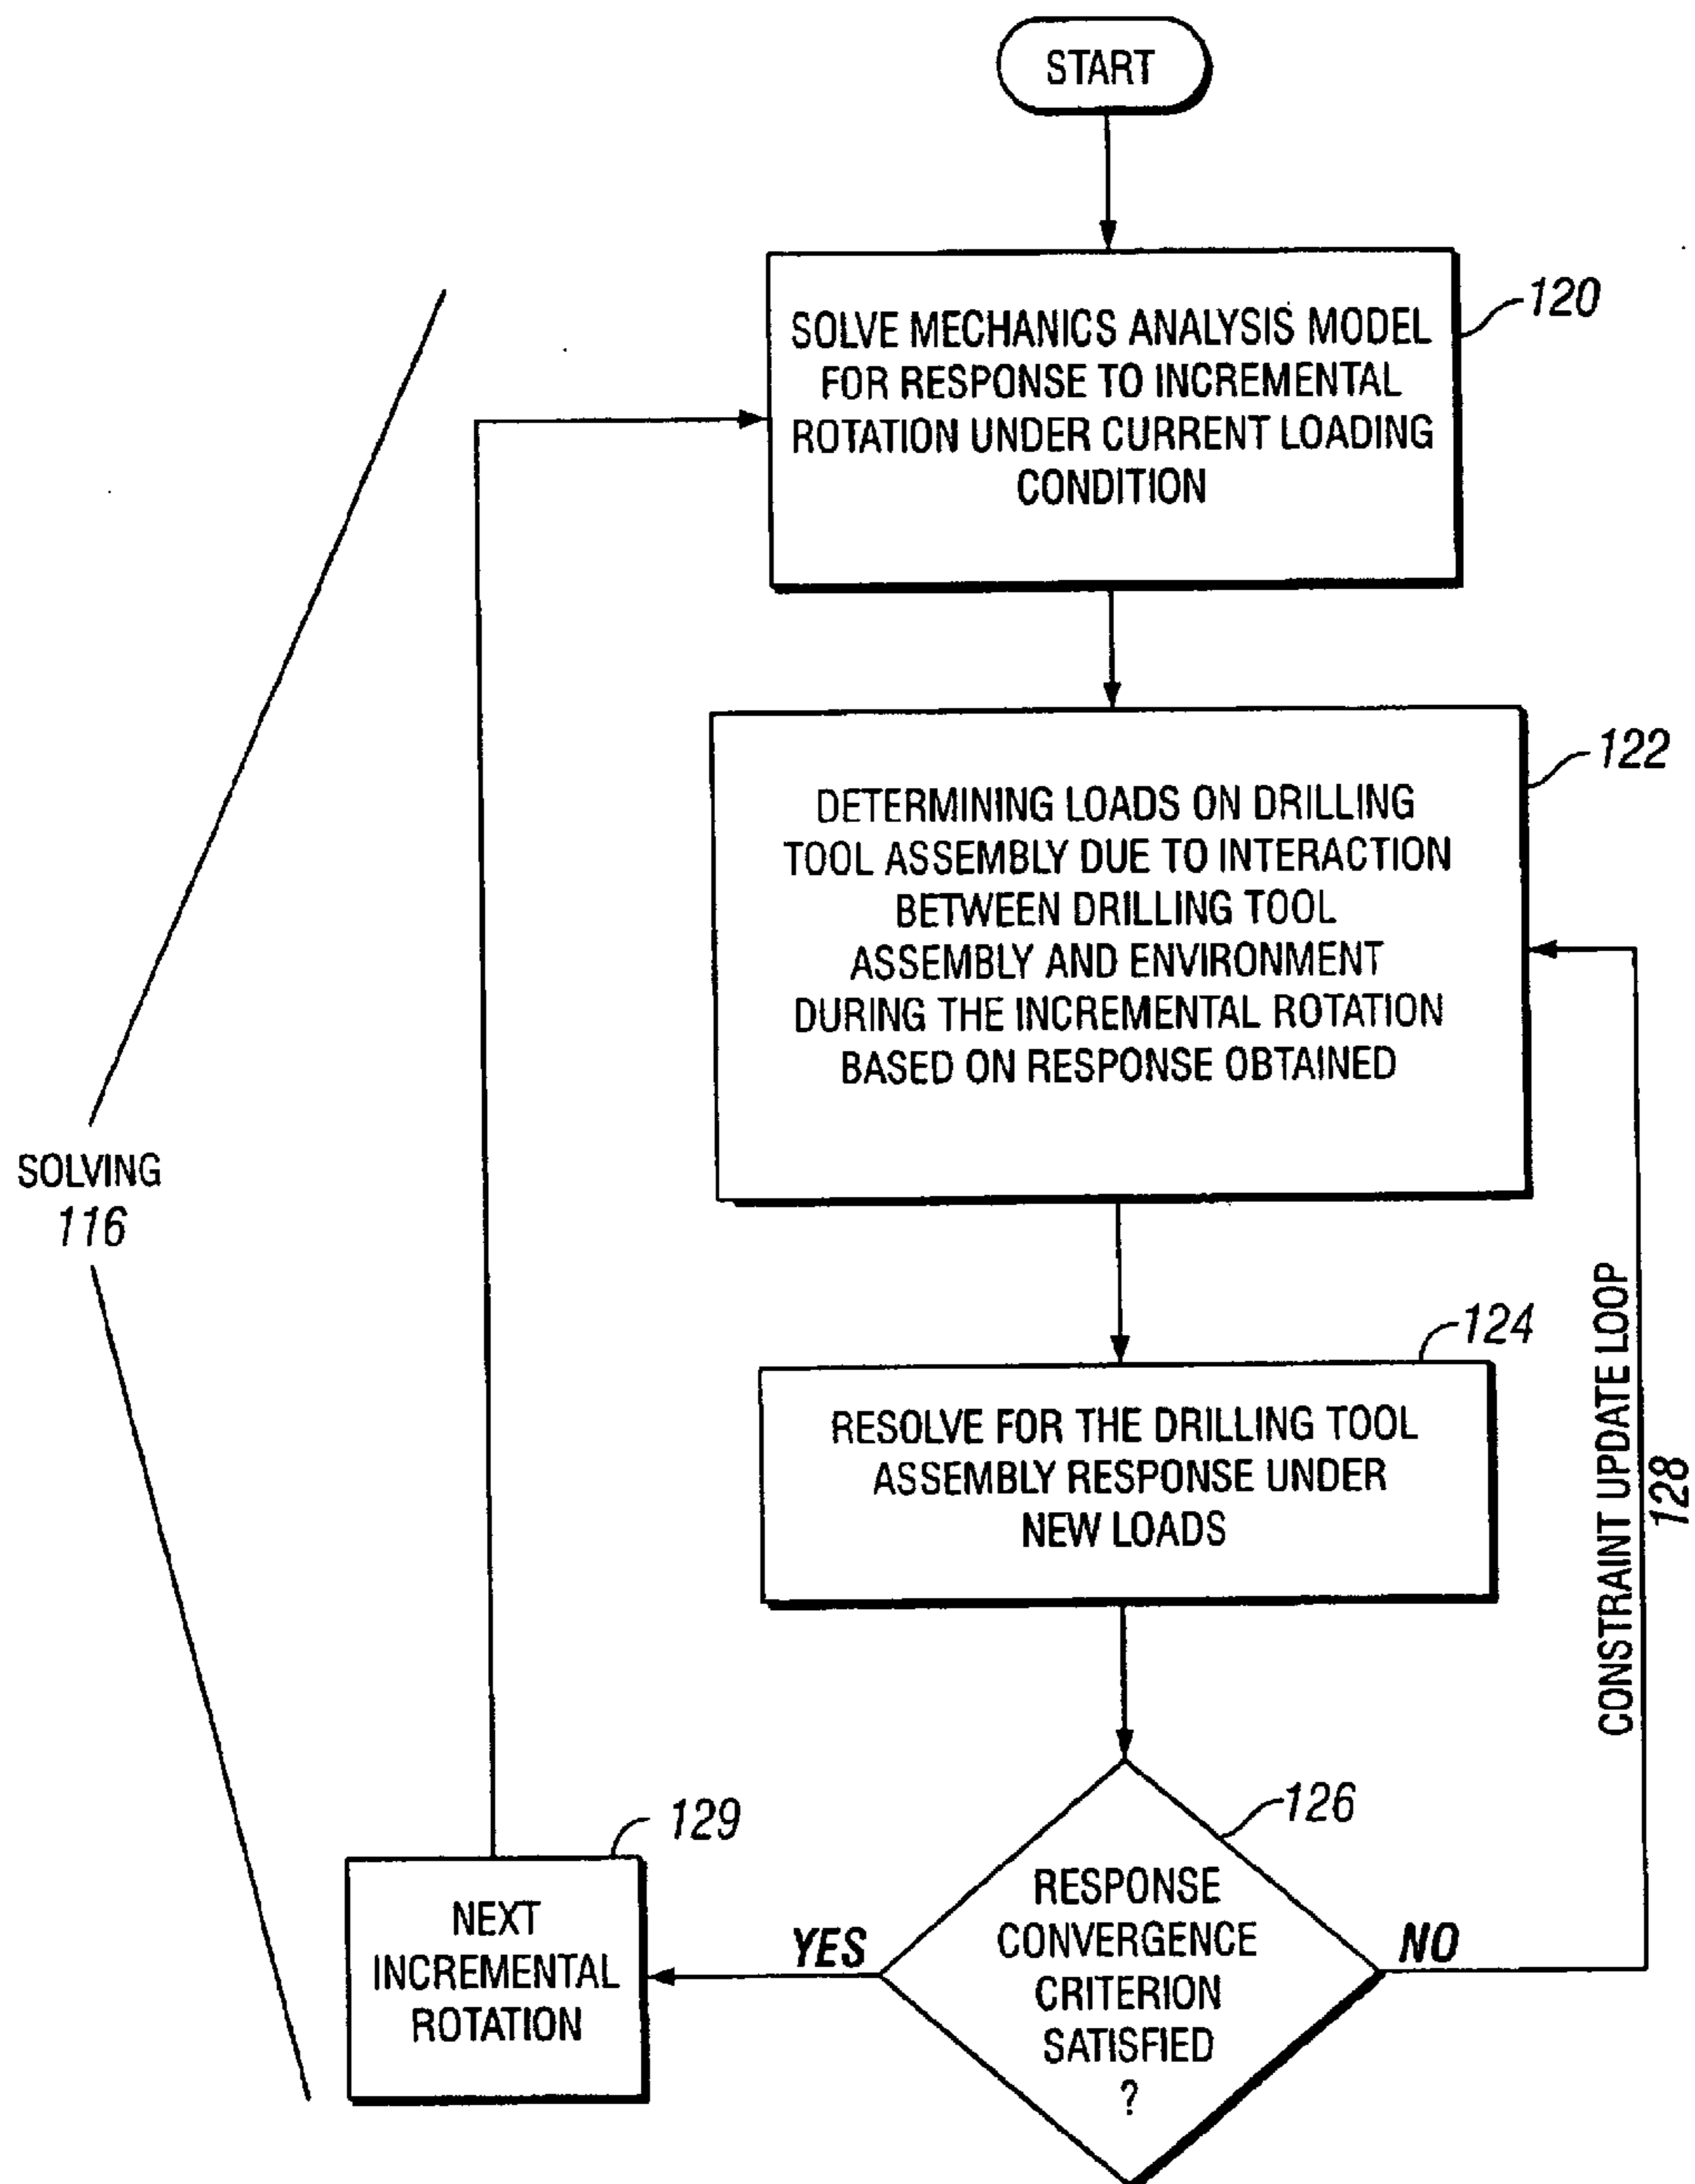 START
SOLVE MECHANICS ANALYSIS MODEL
FOR RESPONSE TO INCREMENTAL
ROTATION UNDER CURRENT LOADING
CONDITION
120
DETERMINING LOADS ON DRILLING
TOOL ASSEMBLY DUE TO INTERACTION
BETWEEN DRILLING TOOL
ASSEMBLY AND ENVIRONMENT
DURING THE INCREMENTAL ROTATION
BASED ON RESPONSE OBTAINED
122
SOLVING
116
RESOLVE FOR THE DRILLING TOOL
ASSEMBLY RESPONSE UNDER
NEW LOADS
124
CONSTRAINT UPDATE LOOP
128
RESPONSE
CONVERGENCE
CRITERION
SATISFIED
?
126
YES
NO
NEXT
INCREMENTAL
ROTATION
129